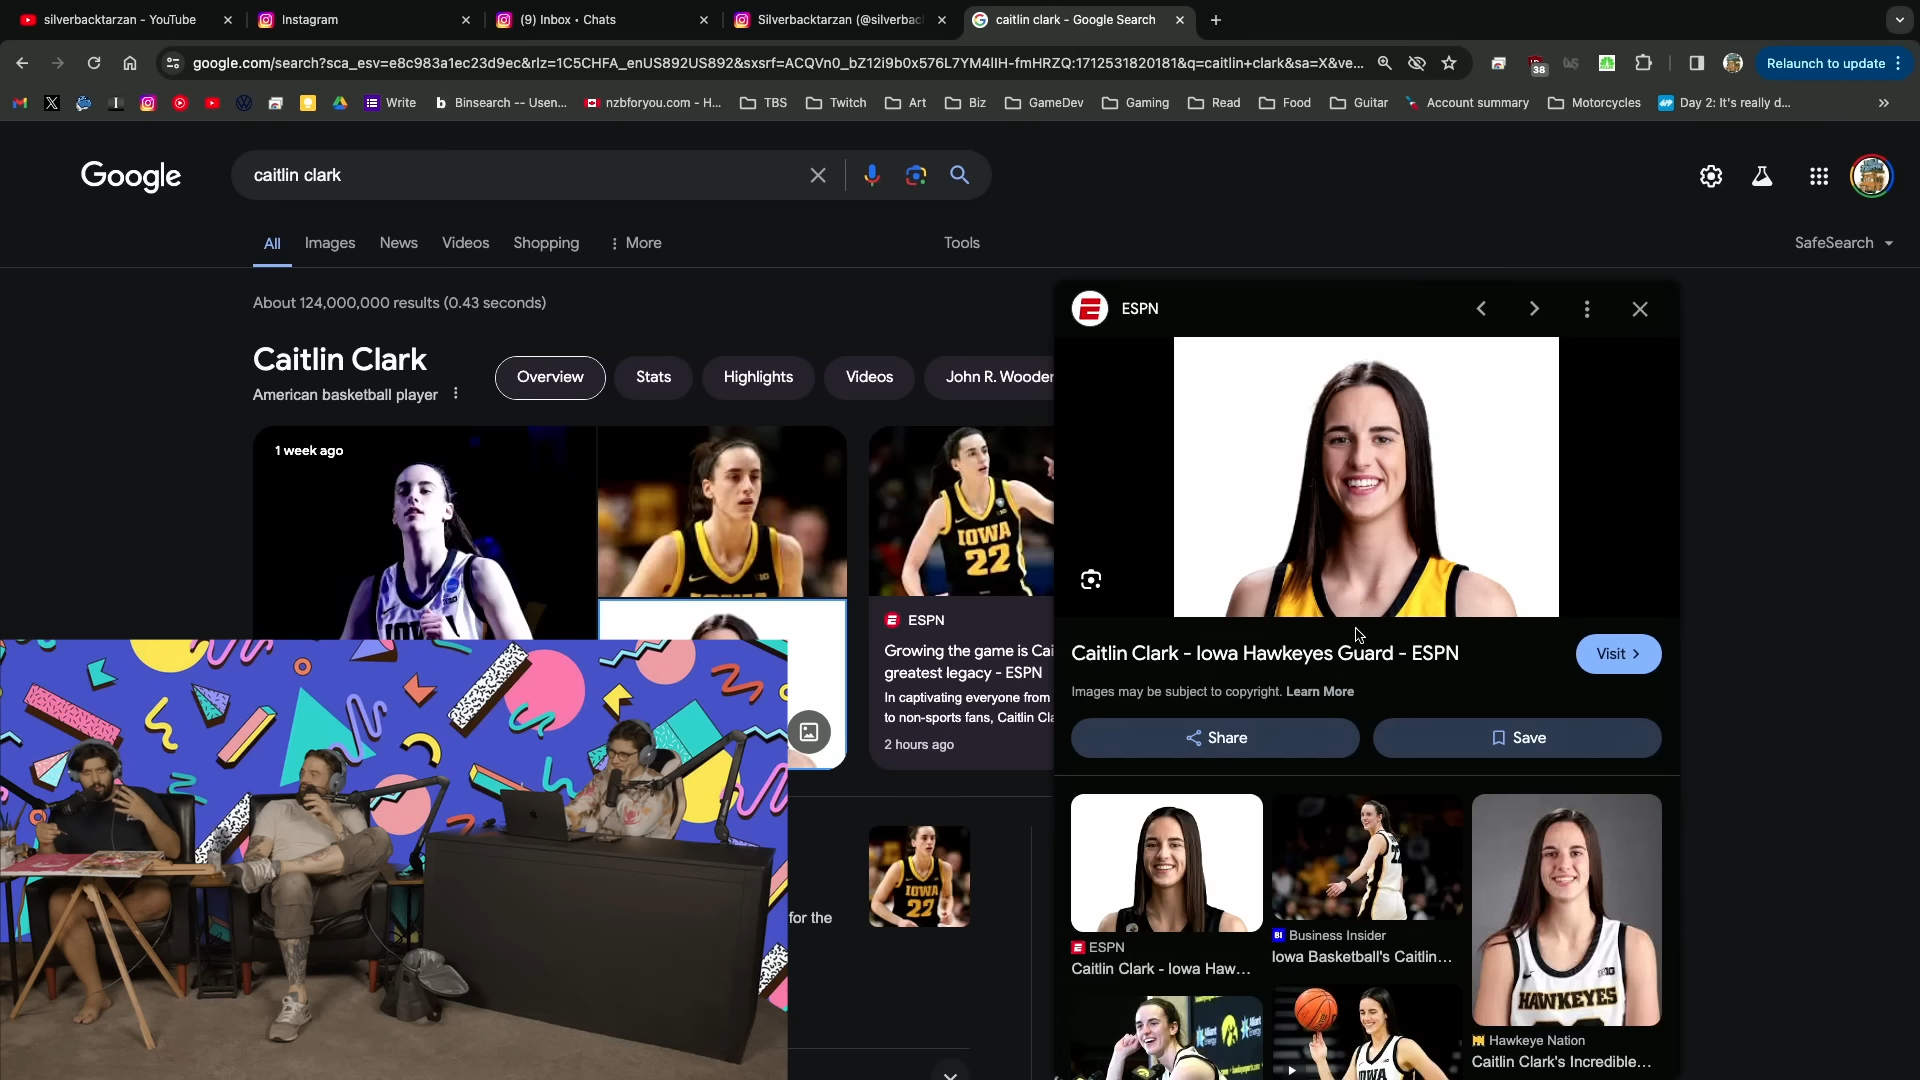 silverbacktarzan - YouTube
Instagram
(9) Inbox • Chats
Silverbacktarzan (@silverbac
caitlin clark - Google Search
google.com/search?sca_esv=e8c983a1ec23d9ec&rlz=1C5CHFA_enUS892US892&sxsrf=ACQVn0_bZ12i9b0x576L7YM4lIH-fmHRZQ:1712531820181&q=caitlin+clark&sa=X&ve...
38
Relaunch to update
Write
Binsearch -- Usen...
nzbforyou.com - H...
TBS
Twitch
Art
Biz
GameDev
Gaming
Read
Food
Guitar
Account summary
Motorcycles
Day 2: It's really d...
Google
caitlin clark
All
Images
News
Videos
Shopping
More
Tools
SafeSearch
About 124,000,000 results (0.43 seconds)
Caitlin Clark
American basketball player
Overview
Stats
Highlights
Videos
John R. Wooden
1 week ago
IOWA
22
ESPN
Growing the game is Cai
greatest legacy - ESPN
In captivating everyone from
to non-sports fans, Caitlin Cla
2 hours ago
for the
IOWA
22
ESPN
Caitlin Clark - Iowa Hawkeyes Guard - ESPN
Visit
Images may be subject to copyright. Learn More
Share
Save
ESPN
Caitlin Clark - Iowa Haw...
22
Business Insider
Iowa Basketball's Caitlin...
HAWKEYES
Hawkeye Nation
Caitlin Clark's Incredible...
IOWA